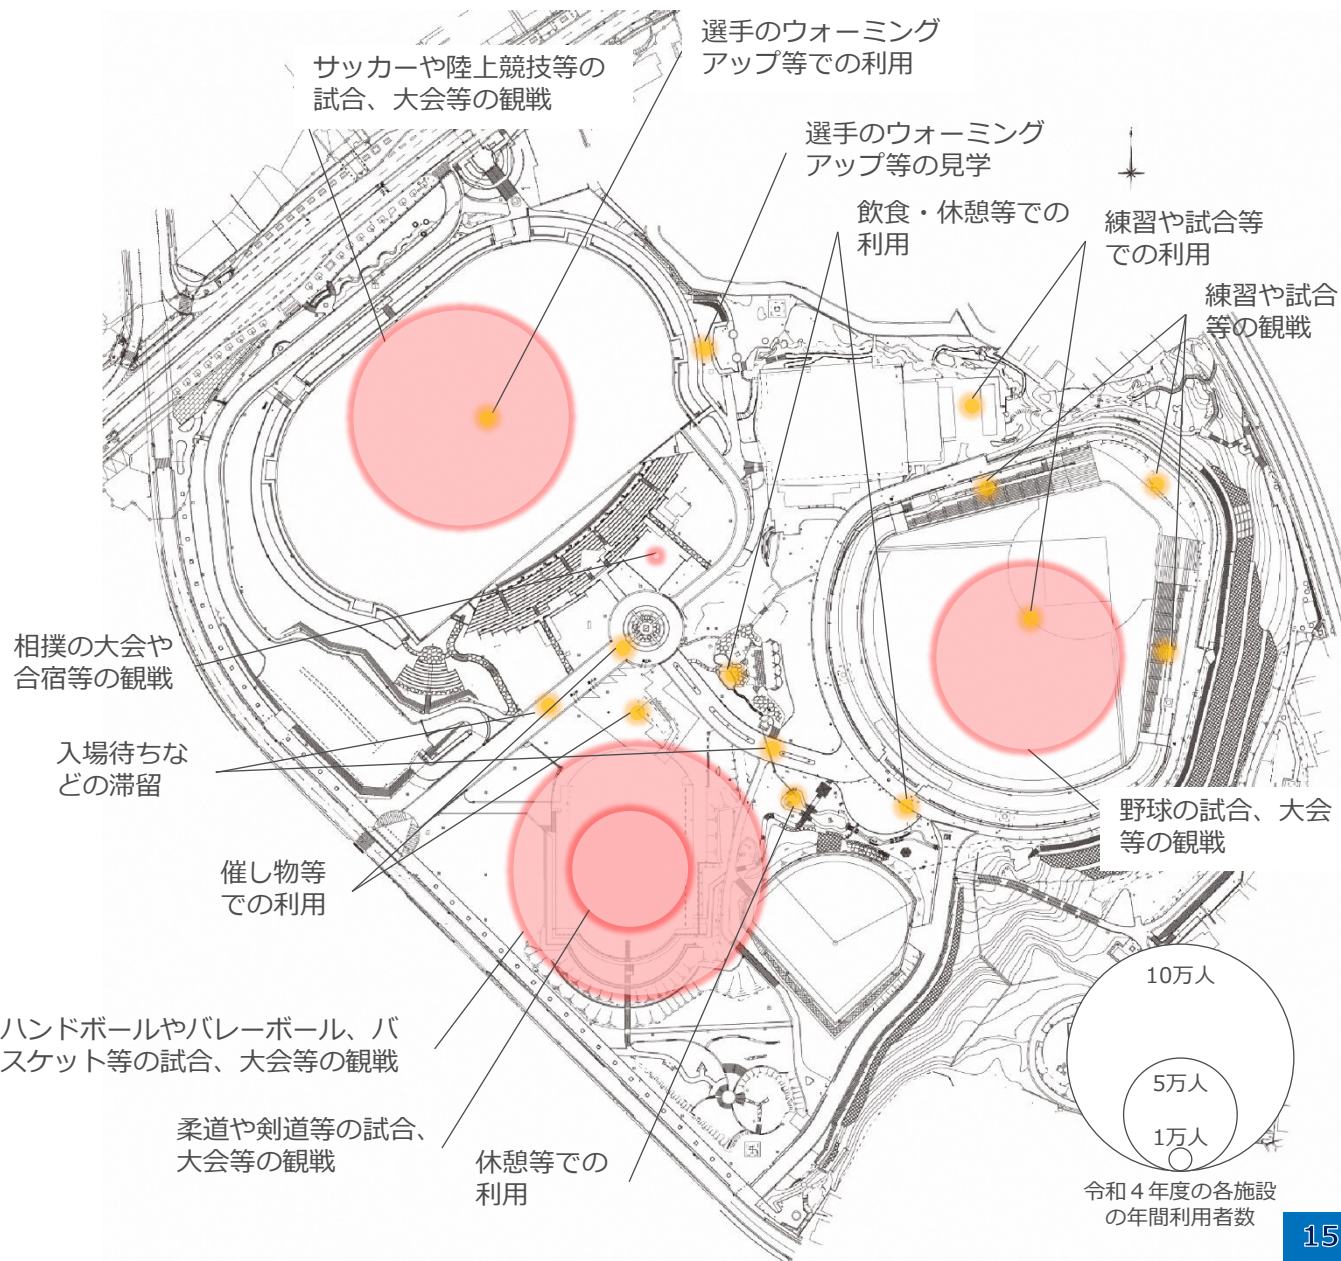 選手のウォーミング
アップ等での利用
サッカーや陸上競技等の
試合、大会等の観戦
選手のウォーミング
アップ等の見学
飲食・休憩等での
利用
練習や試合等
での利用
練習や試合
等の観戦
相撲の大会や
合宿等の観戦
入場待ちな
どの滞留
催し物等
での利用
野球の試合、大会
等の観戦
ハンドボールやバレーボール、バ
スケット等の試合、大会等の観戦
柔道や剣道等の試合、
大会等の観戦
休憩等での
利用
10万人
5万人
1万人
令和４年度の各施設
の年間利用者数
15